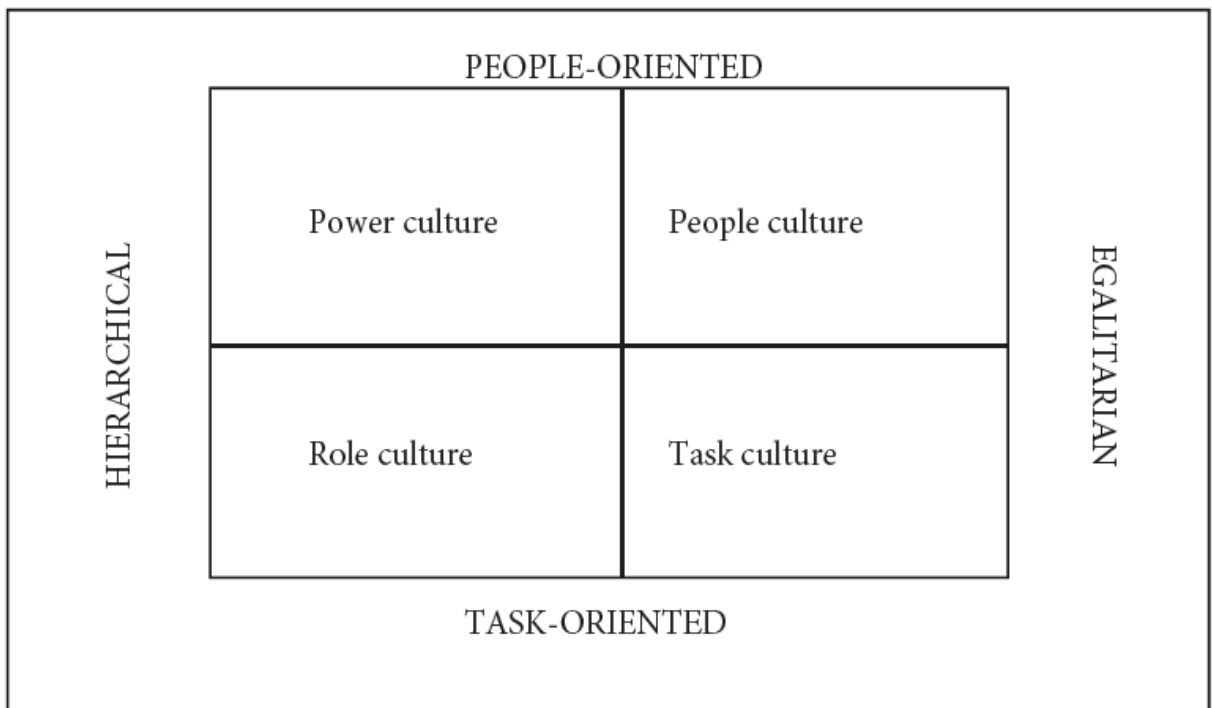 PEOPLE-ORIENTED
Power culture
People culture
HIERARCHICAL
EGALITARIAN
Role culture
Task culture
TASK-ORIENTED